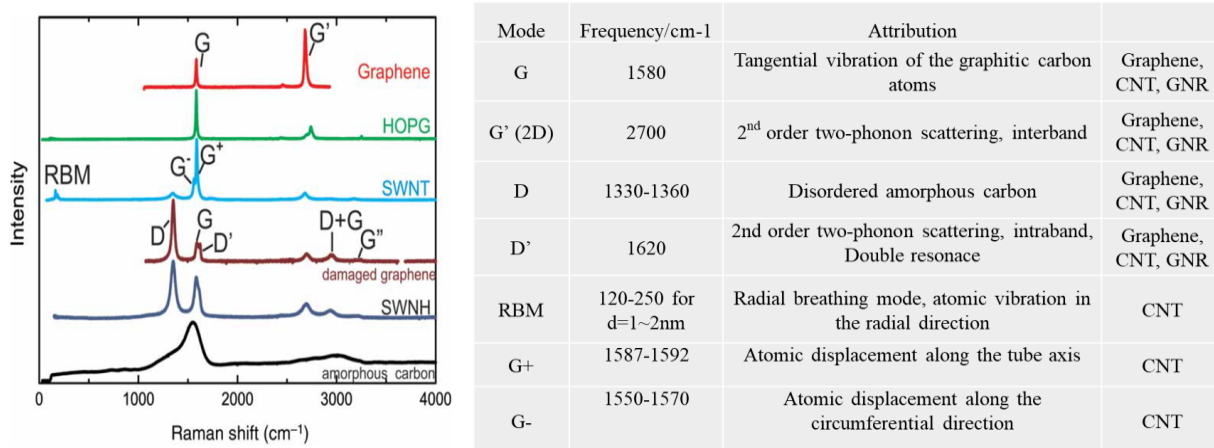 Intensity
G
G'
Graphene
HOPG
RBM
G-
G+
SWNT
D
G
D'
D+G
G"
damaged graphene
SWNH
amorphous carbon
0 1000 2000 3000 4000
Raman shift (cm⁻¹)
Mode Frequency/cm-1 Attribution
G 1580 Tangential vibration of the graphitic carbon
atoms
Graphene,
CNT, GNR
G’ (2D) 2700 2nd order two-phonon scattering, interband
Graphene,
CNT, GNR
D 1330-1360 Disordered amorphous carbon
Graphene,
CNT, GNR
D’ 1620 2nd order two-phonon scattering, intraband,
Double resonace
Graphene,
CNT, GNR
RBM
120-250 for
d=1~2nm
Radial breathing mode, atomic vibration in
the radial direction
CNT
G+ 1587-1592 Atomic displacement along the tube axis CNT
G- 1550-1570 Atomic displacement along the
circumferential direction
CNT